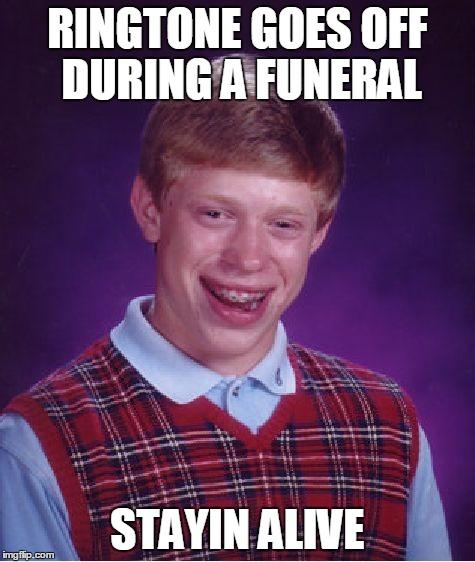 RINGTONE GOES OFF
DURING A FUNERAL
STAYIN ALIVE
imgflip.com